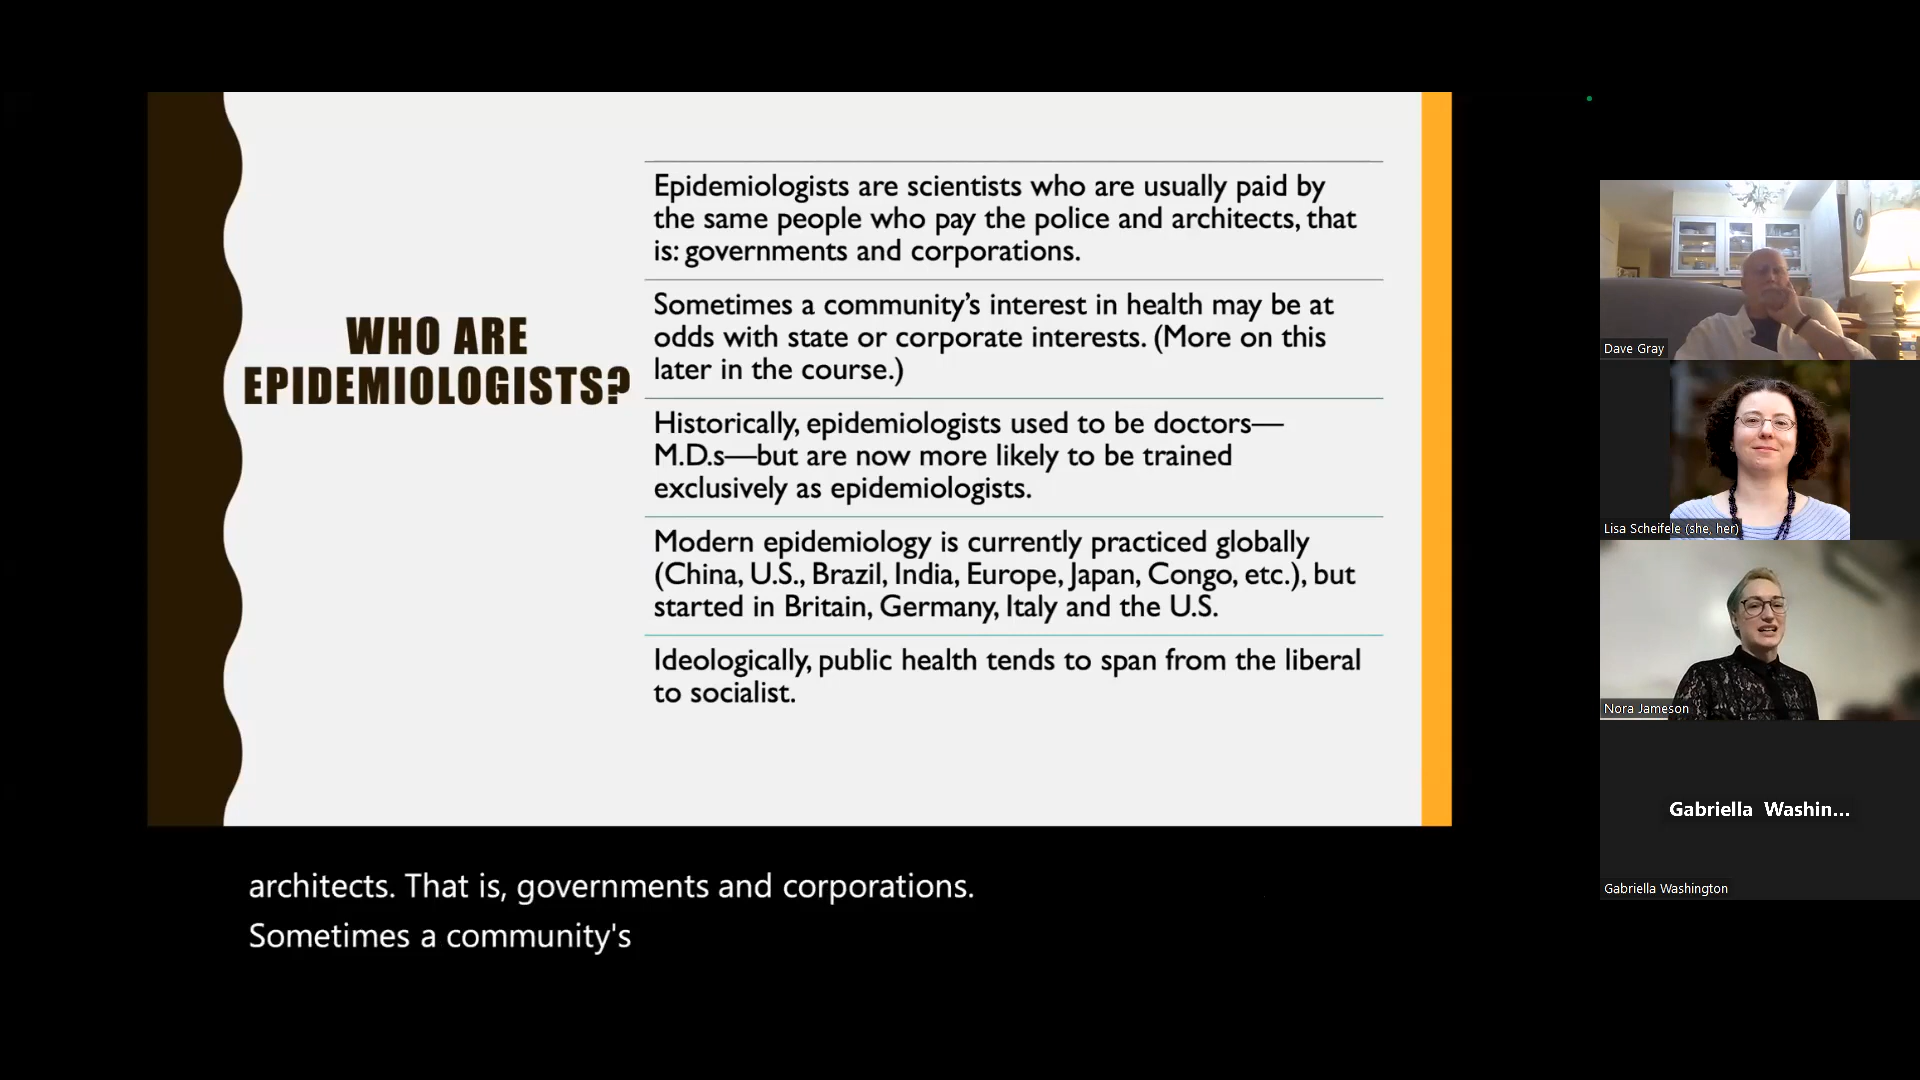 WHO ARE
EPIDEMIOLOGISTS?
Epidemiologists are scientists who are usually paid by
the same people who pay the police and architects, that
is: governments and corporations.
Sometimes a community’s interest in health may be at
odds with state or corporate interests. (More on this
later in the course.)
Historically, epidemiologists used to be doctors—
M.D.s—but are now more likely to be trained
exclusively as epidemiologists.
Modern epidemiology is currently practiced globally
(China, U.S., Brazil, India, Europe, Japan, Congo, etc.), but
started in Britain, Germany, Italy and the U.S.
Ideologically, public health tends to span from the liberal
to socialist.
architects. That is, governments and corporations.
Sometimes a community's
Dave Gray
Lisa Scheifele (she, her)
Nora Jameson
Gabriella Washin...
Gabriella Washington